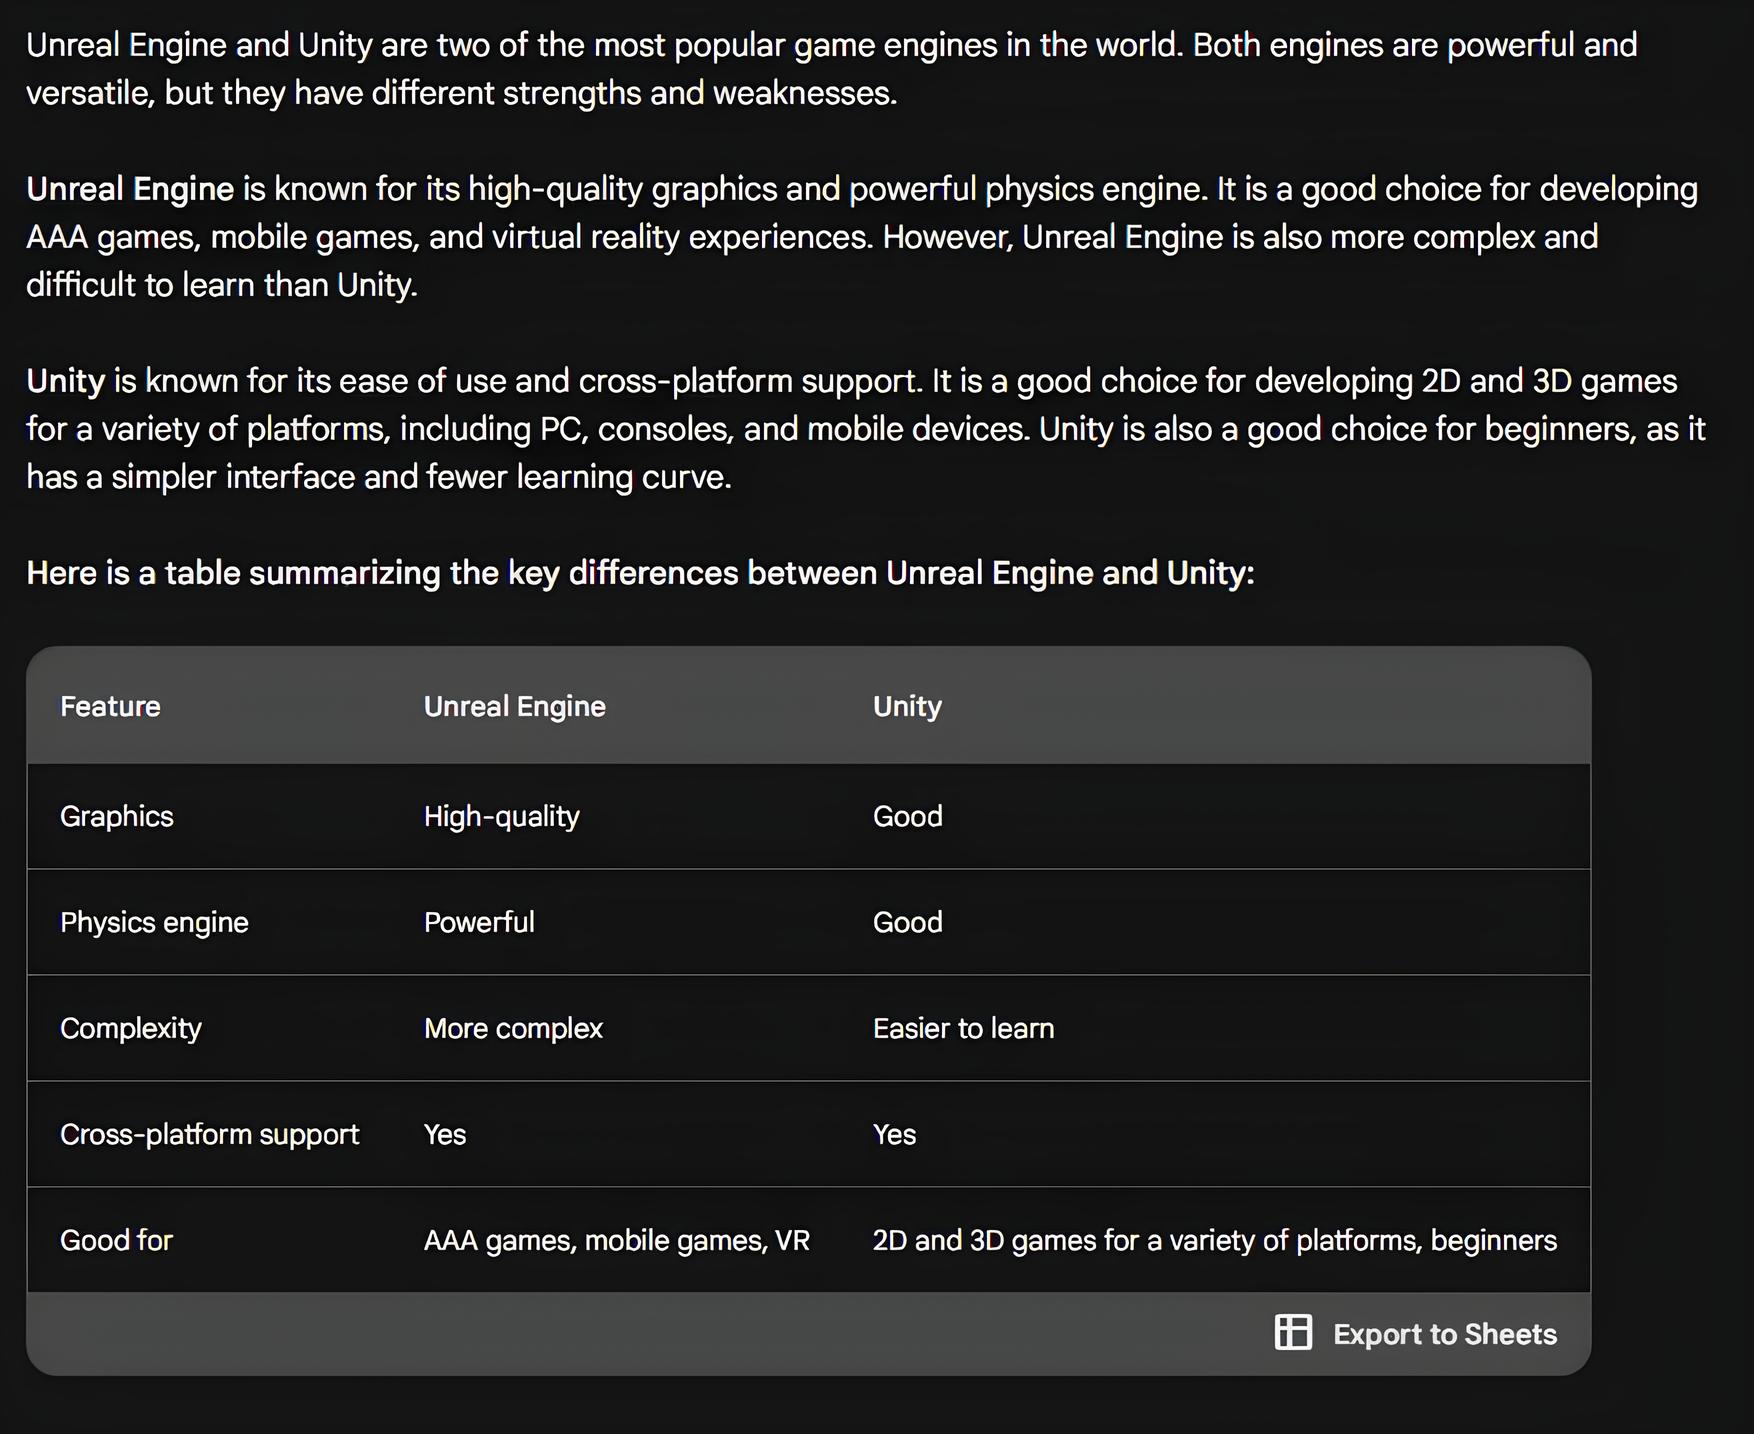 Unreal Engine and Unity are two of the most popular game engines in the world. Both engines are powerful and
versatile, but they have different strengths and weaknesses.
Unreal Engine is known for its high-quality graphics and powerful physics engine. It is a good choice for developing
AAA games, mobile games, and virtual reality experiences. However, Unreal Engine is also more complex and
difficult to learn than Unity.
Unity is known for its ease of use and cross-platform support. It is a good choice for developing 2D and 3D games
for a variety of platforms, including PC, consoles, and mobile devices. Unity is also a good choice for beginners, as it
has a simpler interface and fewer learning curve.
Here is a table summarizing the key differences between Unreal Engine and Unity:
Feature Unreal Engine Unity
Graphics High-quality Good
Physics engine Powerful Good
Complexity More complex Easier to learn
Cross-platform support Yes Yes
Good for AAA games, mobile games, VR 2D and 3D games for a variety of platforms, beginners
Export to Sheets